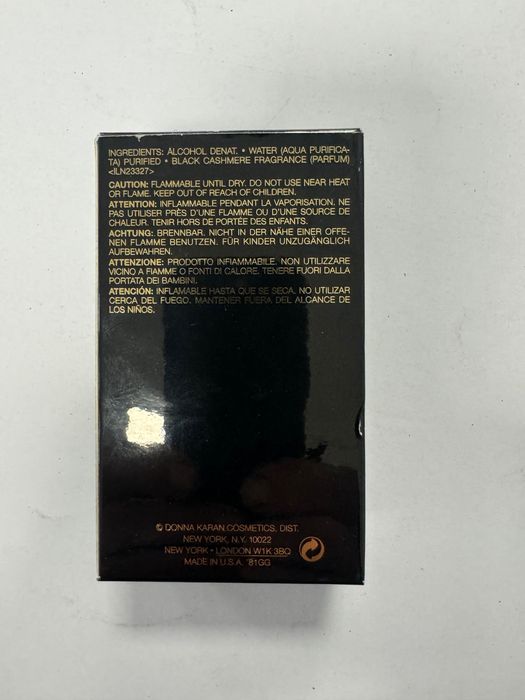 INGREDIENTS: ALCOHOL DENAT. • WATER (AQUA PURIFICA-
TA) PURIFIED • BLACK CASHMERE FRAGRANCE (PARFUM)
<ILN23327>
CAUTION: FLAMMABLE UNTIL DRY. DO NOT USE NEAR HEAT
OR FLAME. KEEP OUT OF REACH OF CHILDREN.
ATTENTION: INFLAMMABLE PENDANT LA VAPORISATION. NE
PAS UTILISER PRÈS D'UNE FLAMME OU D'UNE SOURCE DE
CHALEUR. TENIR HORS DE PORTÉE DES ENFANTS.
ACHTUNG: BRENNBAR. NICHT IN DER NÄHE EINER OFFE-
NEN FLAMME BENUTZEN. FÜR KINDER UNZUGÄNGLICH
AUFBEWAHREN.
ATTENZIONE: PRODOTTO INFIAMMABILE. NON UTILIZZARE
VICINO A FIAMME O FONTI DI CALORE. TENERE FUORI DALLA
PORTATA DEI BAMBINI.
ATENCIÓN: INFLAMABLE HASTA QUE SE SECA. NO UTILIZAR
CERCA DEL FUEGO. MANTENER FUERA DEL ALCANCE DE
LOS NIÑOS.
© DONNA KARAN COSMETICS, DIST.
NEW YORK, N.Y. 10022
NEW YORK • LONDON W1K 3BQ
MADE IN U.S.A. '81GG